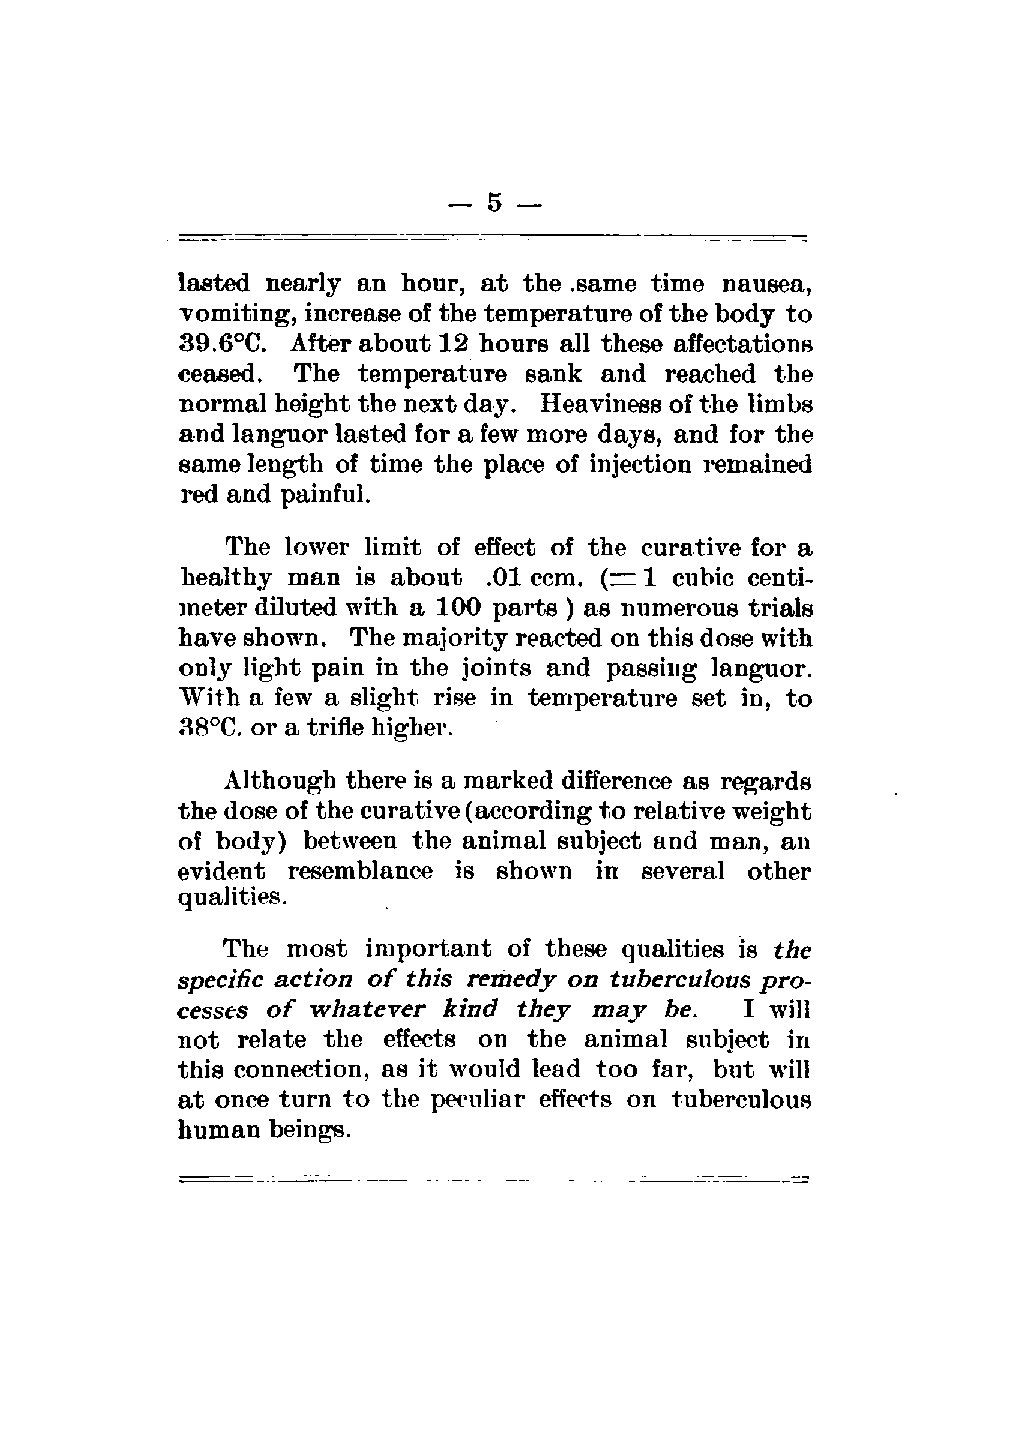 — 5 —
lasted nearly an hour, at the .same time nausea,
vomiting, increase of the temperature of the body to
39.6°C. After about 12 hours all these affectations
ceased. The temperature sank and reached the
normal height the next day. Heaviness of the limbs
and languor lasted for a few more days, and for the
same length of time the place of injection remained
red and painful.
The lower limit of effect of the curative for a
healthy man is about .01 ccm. (= 1 cubic centi-
meter diluted with a 100 parts ) as numerous trials
have shown. The majority reacted on this dose with
only light pain in the joints and passing languor.
With a few a slight rise in temperature set in, to
38°C. or a trifle higher.
Although there is a marked difference as regards
the dose of the curative (according to relative weight
of body) between the animal subject and man, an
evident resemblance is shown in several other
qualities.
The most important of these qualities is the
specific action of this remedy on tuberculous pro-
cesses of whatever kind they may be. I will
not relate the effects on the animal subject in
this connection, as it would lead too far, but will
at once turn to the peculiar effects on tuberculous
human beings.